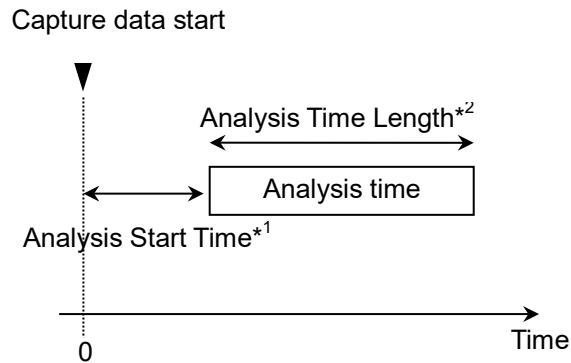 Capture data start
Analysis Time Length*2
Analysis time
Analysis Start Time*1
Time
0